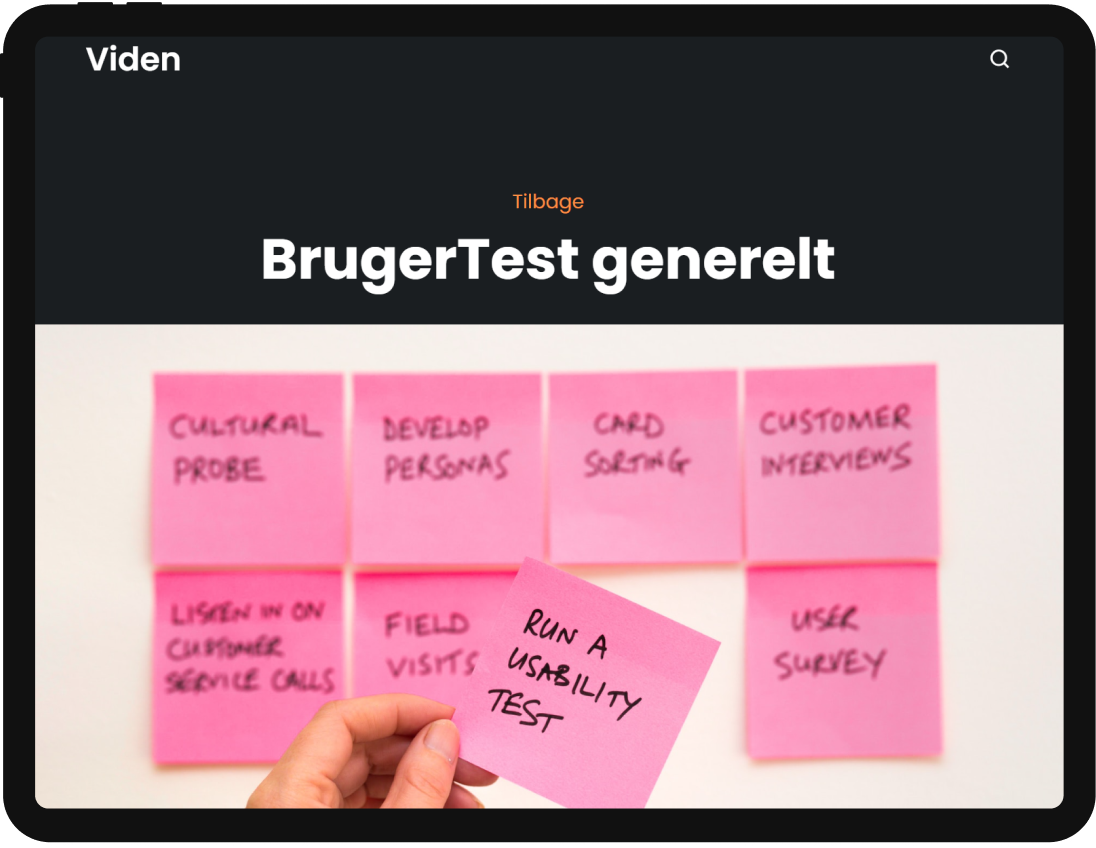 Viden
Tilbage
BrugerTest generelt
CULTURAL
PROBE
DEVELOP
PERSONAS
CARD
SORTING
CUSTOMER
INTERVIEWS
LISTEN IN ON
CUSTOMER
SERVICE CALLS
FIELD
VISITS
RUN A
USABILITY
TEST
USER
SURVEY